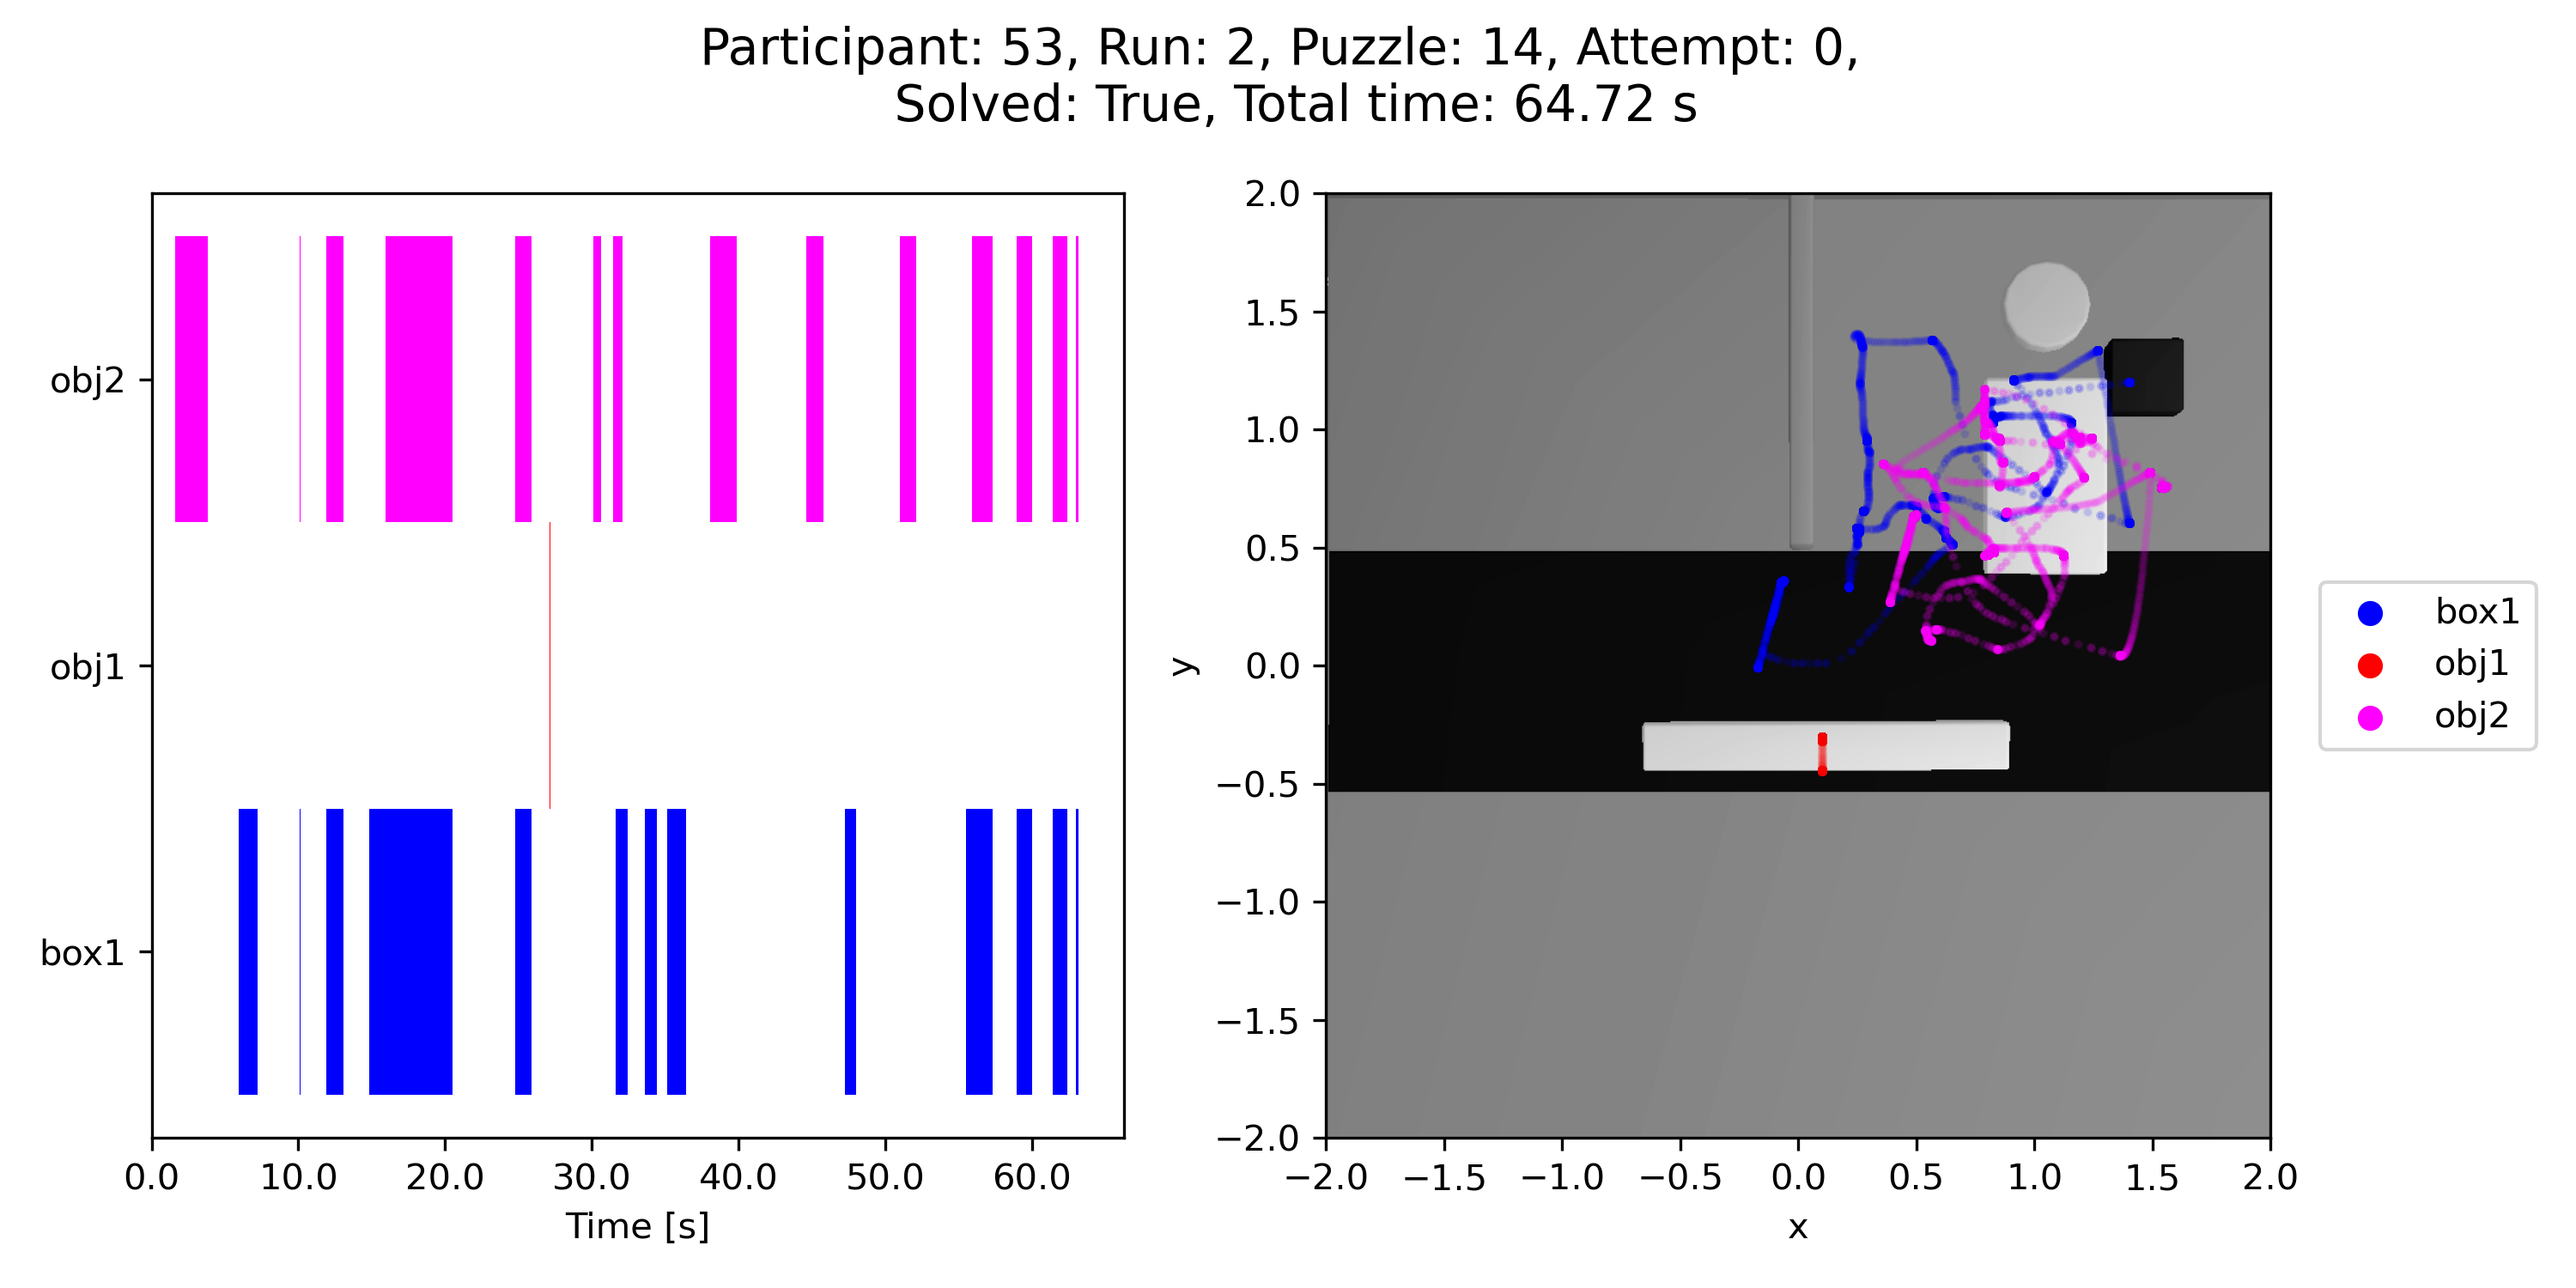 Participant: 53, Run: 2, Puzzle: 14, Attempt: 0,
Solved: True, Total time: 64.72 s
obj2
obj1
box1
0.0 10.0 20.0 30.0 40.0 50.0 60.0
Time [s]
2.0
1.5
1.0
0.5
0.0
−0.5
−1.0
−1.5
−2.0
y
−2.0 −1.5 −1.0 −0.5 0.0 0.5 1.0 1.5 2.0
x
box1
obj1
obj2